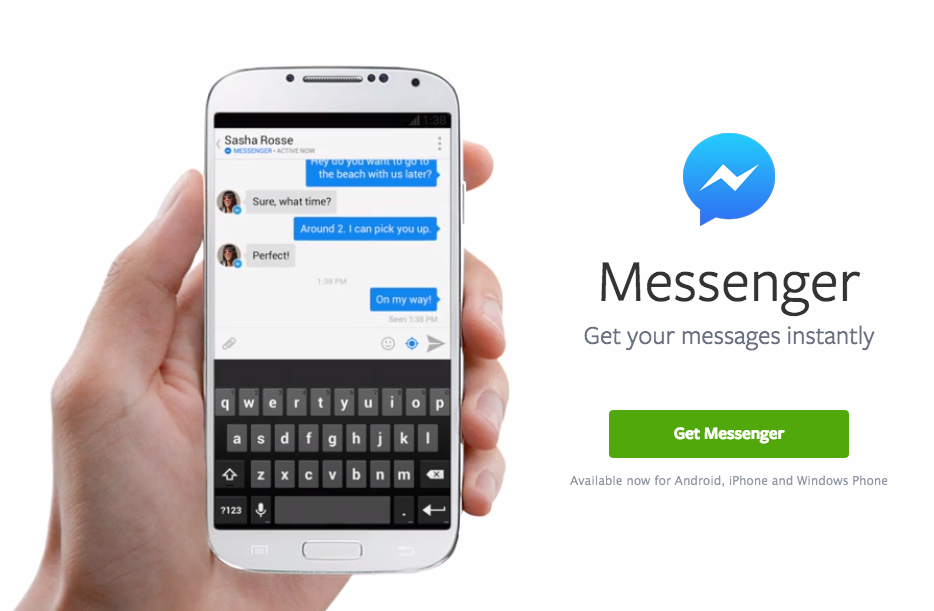 1:38
Sasha Rosse
MESSENGER • ACTIVE NOW
Hey do you want to go to
the beach with us later?
Sure, what time?
Around 2. I can pick you up.
Perfect!
1:38 PM
On my way!
Seen 1:38 PM
q w e r t y u i o p
a s d f g h j k l
z x c v b n m
?123 .
Messenger
Get your messages instantly
Get Messenger
Available now for Android, iPhone and Windows Phone